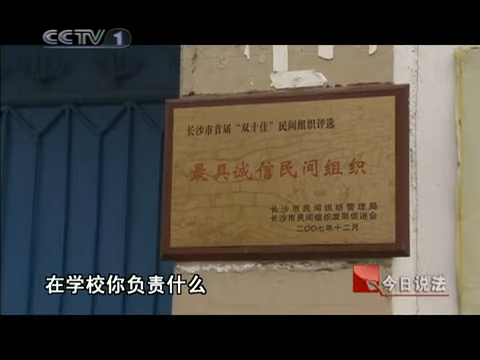 CCTV 1
长沙市首届“双十佳”民间组织评选
最具诚信民间组织
长沙市民间组织管理局
长沙市民间组织发展促进会
二〇〇七年十二月
在学校你负责什么
今日说法